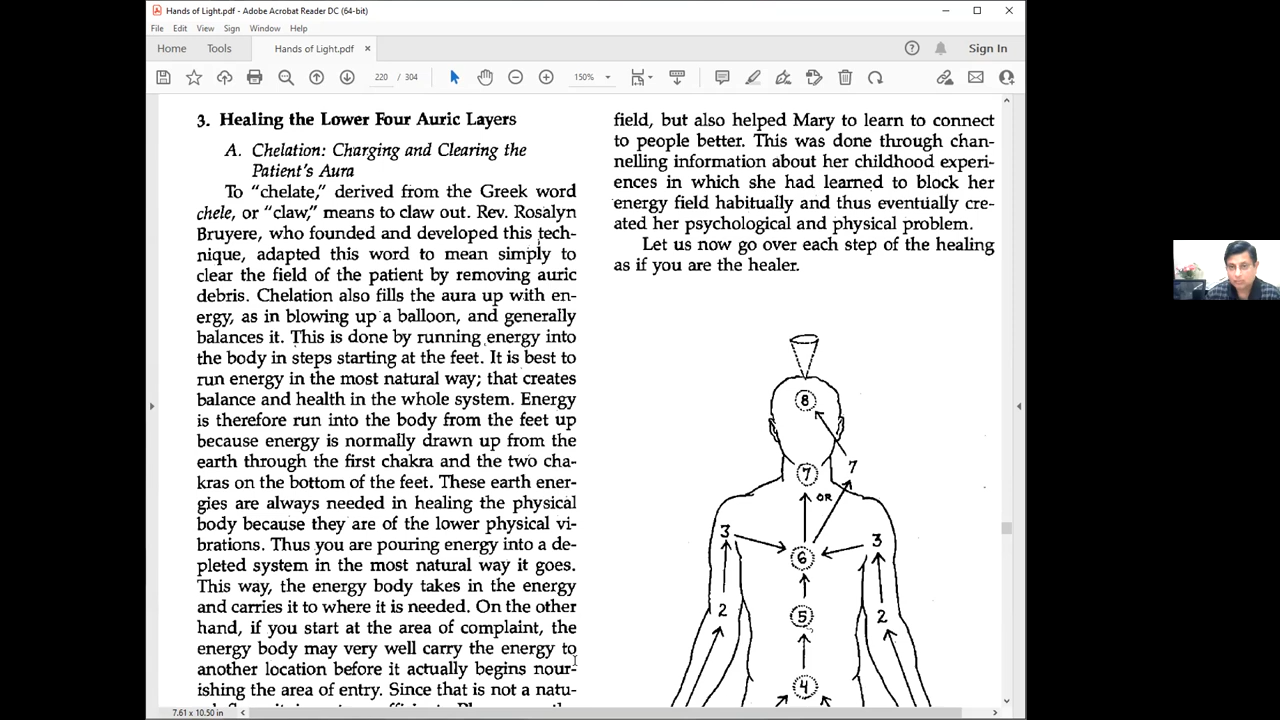 Hands of Light.pdf - Adobe Acrobat Reader DC (64-bit)
File Edit View Sign Window Help
Home Tools Hands of Light.pdf × Sign In
220 / 304 150%
3. Healing the Lower Four Auric Layers
A. Chelation: Charging and Clearing the
Patient's Aura
To "chelate," derived from the Greek word
chele, or "claw," means to claw out. Rev. Rosalyn
Bruyere, who founded and developed this tech-
nique, adapted this word to mean simply to
clear the field of the patient by removing auric
debris. Chelation also fills the aura up with en-
ergy, as in blowing up a balloon, and generally
balances it. This is done by running energy into
the body in steps starting at the feet. It is best to
run energy in the most natural way; that creates
balance and health in the whole system. Energy
is therefore run into the body from the feet up
because energy is normally drawn up from the
earth through the first chakra and the two cha-
kras on the bottom of the feet. These earth ener-
gies are always needed in healing the physical
body because they are of the lower physical vi-
brations. Thus you are pouring energy into a de-
pleted system in the most natural way it goes.
This way, the energy body takes in the energy
and carries it to where it is needed. On the other
hand, if you start at the area of complaint, the
energy body may very well carry the energy to
another location before it actually begins nour-
ishing the area of entry. Since that is not a natu-
field, but also helped Mary to learn to connect
to people better. This was done through chan-
nelling information about her childhood experi-
ences in which she had learned to block her
energy field habitually and thus eventually cre-
ated her psychological and physical problem.
Let us now go over each step of the healing
as if you are the healer.
8
7 7
OR
3 3
6
2 5 2
4
7.61 x 10.50 in